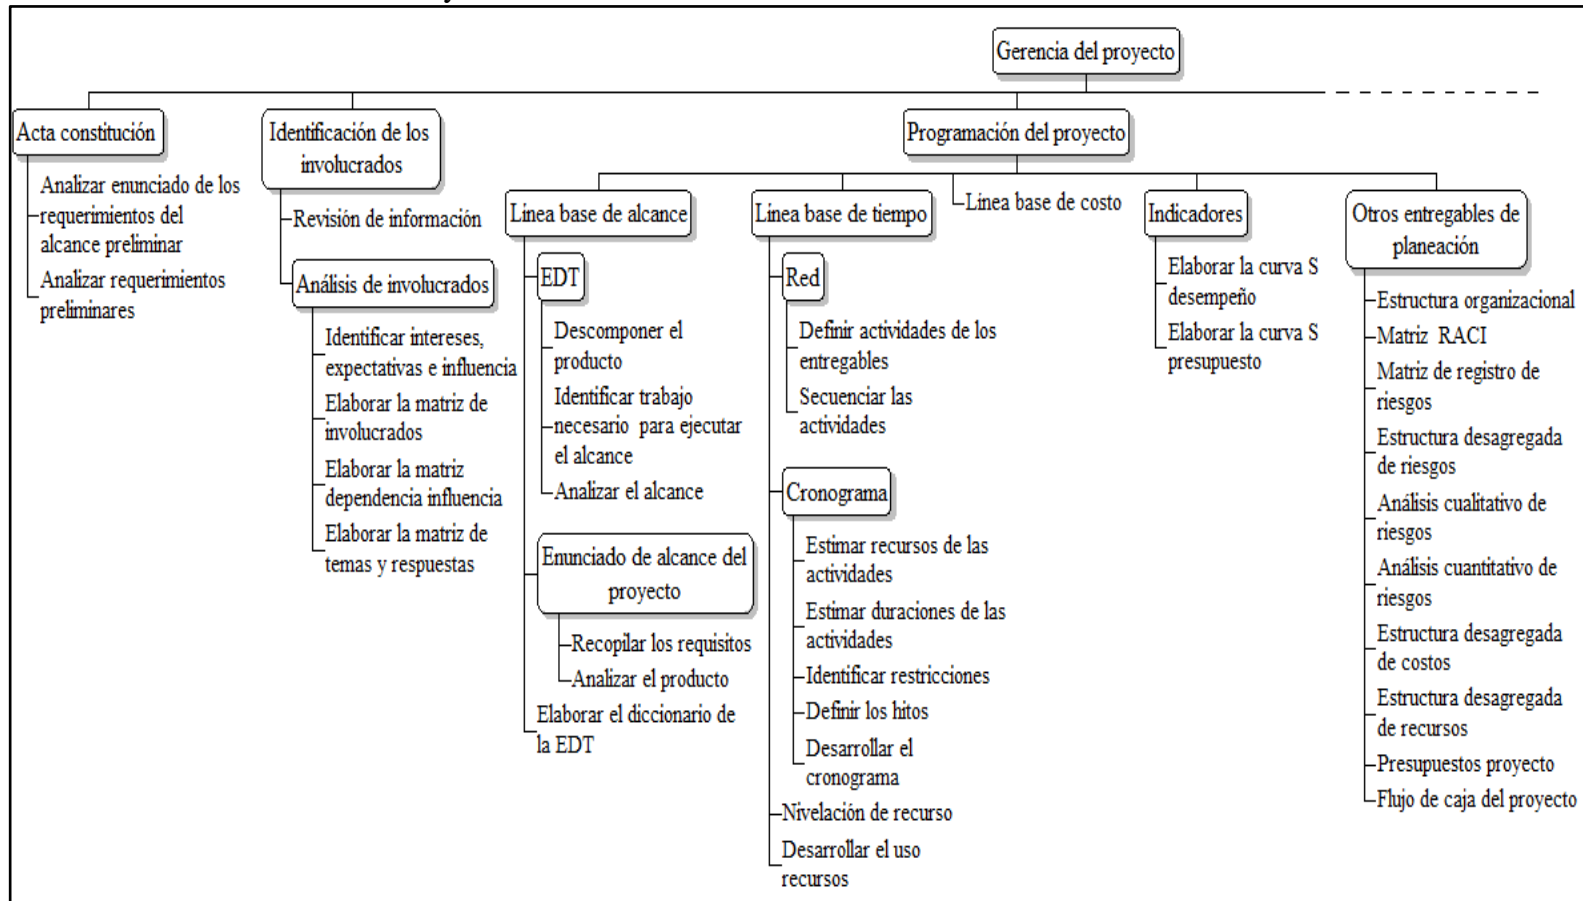 Gerencia del proyecto
Acta constitución
Analizar enunciado de los
requerimientos del
alcance preliminar
Analizar requerimientos
preliminares
Identificación de los
involucrados
Revisión de información
Análisis de involucrados
Identificar intereses,
expectativas e influencia
Elaborar la matriz de
involucrados
Elaborar la matriz
dependencia influencia
Elaborar la matriz de
temas y respuestas
Programación del proyecto
Línea base de alcance
EDT
Descomponer el
producto
Identificar trabajo
necesario para ejecutar
el alcance
Analizar el alcance
Enunciado de alcance del
proyecto
Recopilar los requisitos
Analizar el producto
Elaborar el diccionario de
la EDT
Línea base de tiempo
Red
Definir actividades de los
entregables
Secuenciar las
actividades
Cronograma
Estimar recursos de las
actividades
Estimar duraciones de las
actividades
Identificar restricciones
Definir los hitos
Desarrollar el
cronograma
Nivelación de recurso
Desarrollar el uso
recursos
Línea base de costo
Indicadores
Elaborar la curva S
desempeño
Elaborar la curva S
presupuesto
Otros entregables de
planeación
Estructura organizacional
Matriz RACI
Matriz de registro de
riesgos
Estructura desagregada
de riesgos
Análisis cualitativo de
riesgos
Análisis cuantitativo de
riesgos
Estructura desagregada
de costos
Estructura desagregada
de recursos
Presupuestos proyecto
Flujo de caja del proyecto